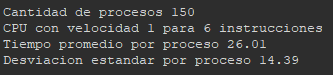 Cantidad de procesos 150
CPU con velocidad 1 para 6 instrucciones
Tiempo promedio por proceso 26.01
Desviacion estandar por proceso 14.39